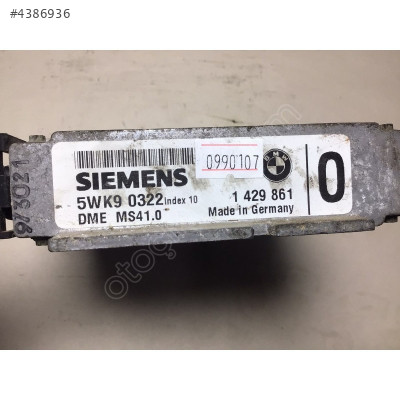 #4386936
0990107
BMW
SIEMENS
5WK9 0322 Index 10
1 429 861
DME MS41.0
Made in Germany
0
973021